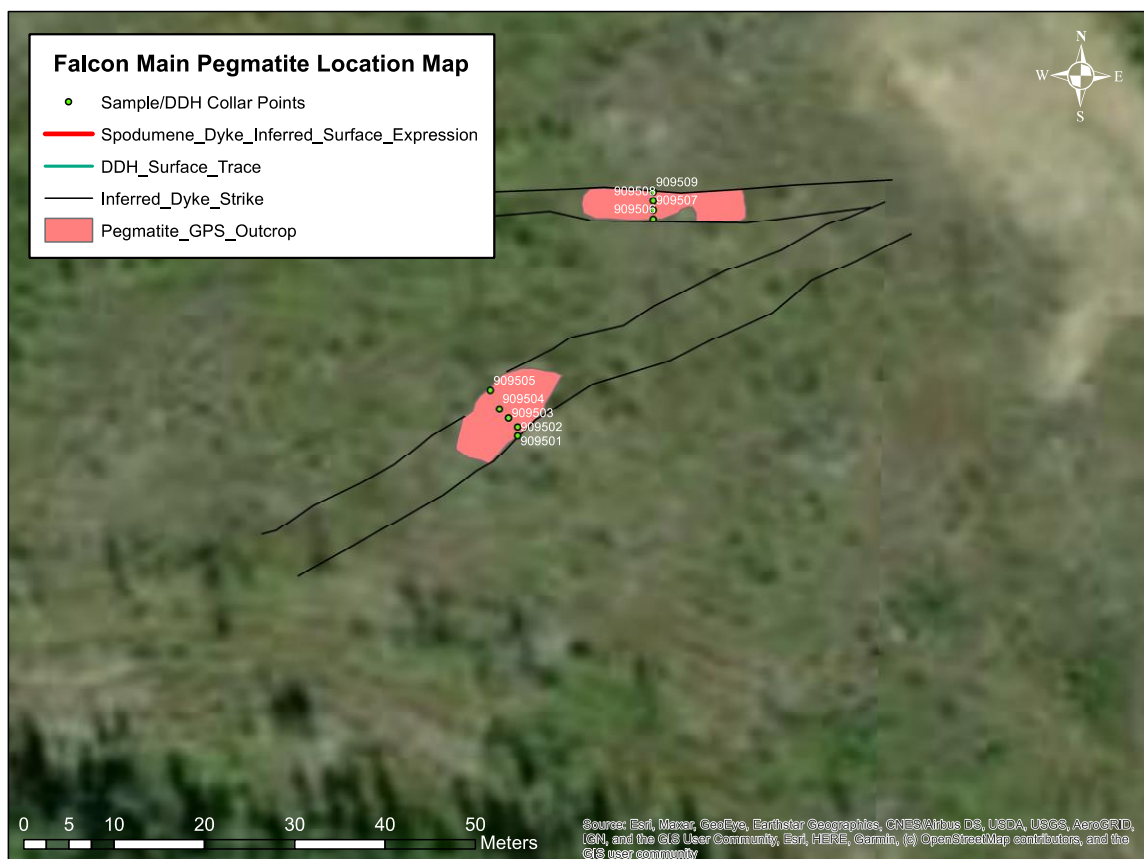 Falcon Main Pegmatite Location Map
Sample/DDH Collar Points
Spodumene_Dyke_Inferred_Surface_Expression
DDH_Surface_Trace
Inferred_Dyke_Strike
Pegmatite_GPS_Outcrop
N
W E
S
909509
909508
909507
909506
909505
909504
909503
909502
909501
0 5 10 20 30 40 50
Meters
Source: Esri, Maxar, GeoEye, Earthstar Geographics, CNES/Airbus DS, USDA, USGS, AeroGRID,
IGN, and the GIS User Community, Esri, HERE, Garmin, (c) OpenStreetMap contributors, and the
GIS user community